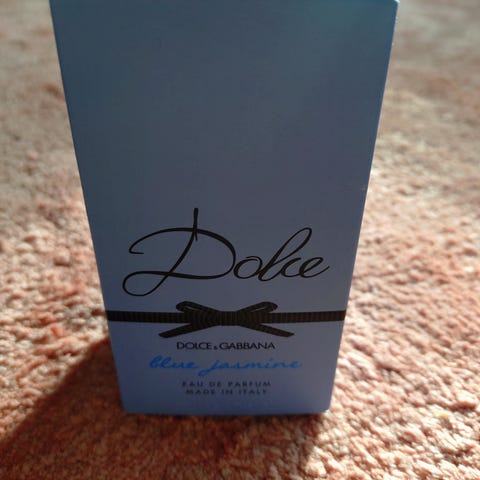 Dolce
DOLCE & GABBANA
blue jasmine
EAU DE PARFUM
MADE IN ITALY